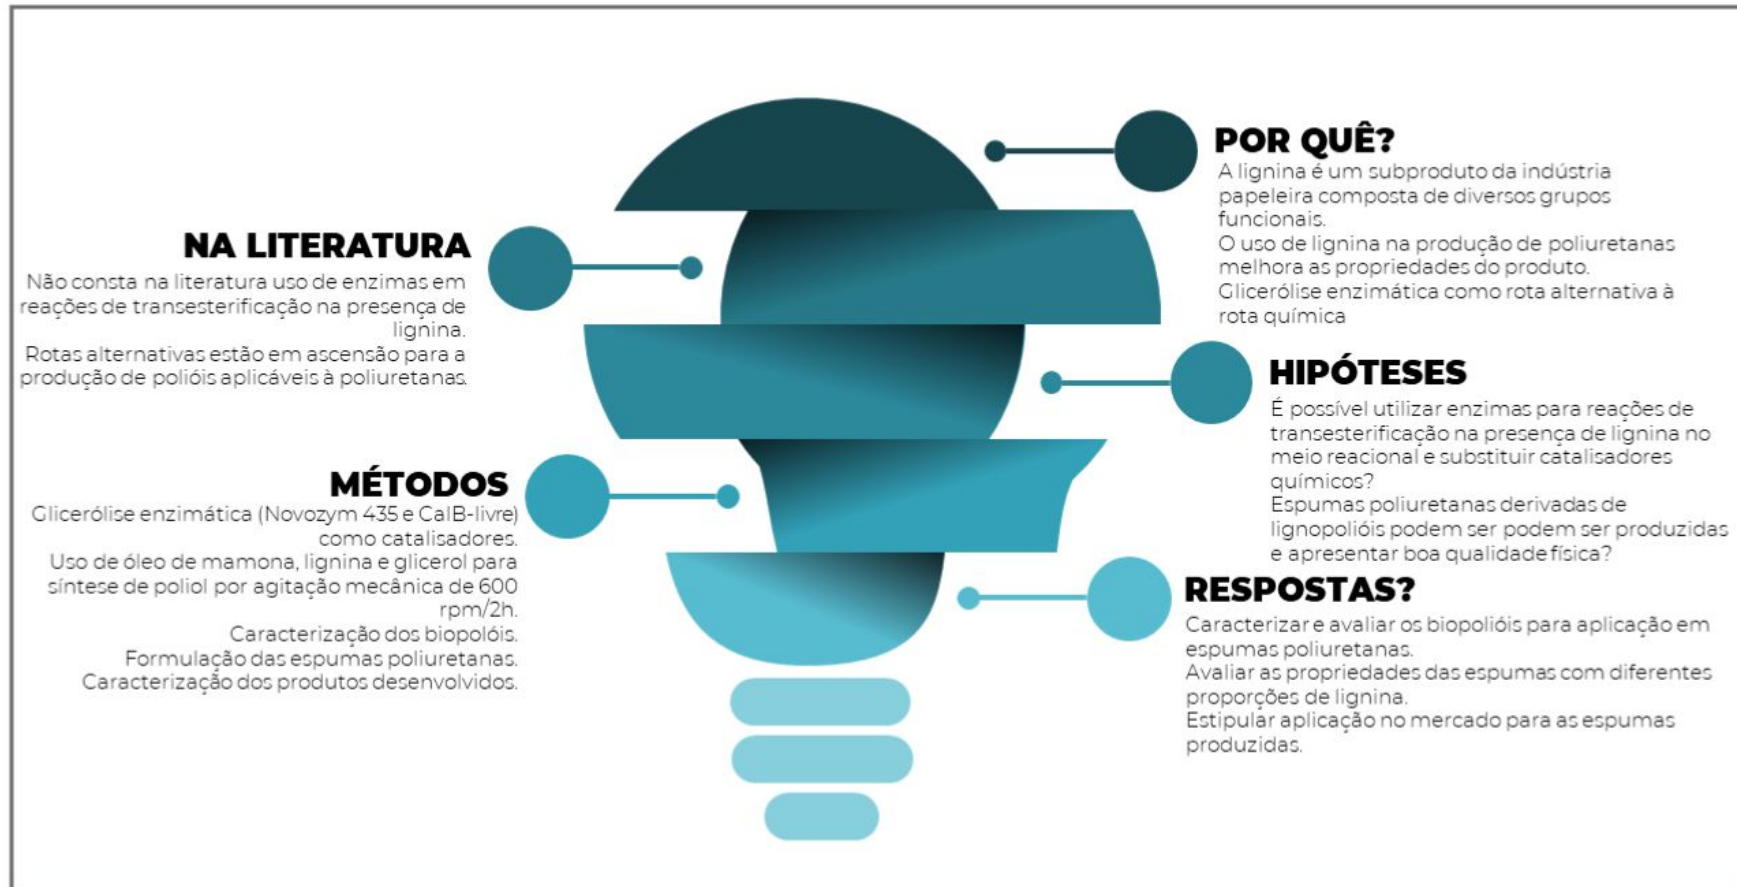 POR QUÊ?
A lignina é um subproduto da indústria
papeleira composta de diversos grupos
funcionais.
O uso de lignina na produção de poliuretanas
melhora as propriedades do produto.
Glicerólise enzimática como rota alternativa à
rota química
NA LITERATURA
Não consta na literatura uso de enzimas em
reações de transesterificação na presença de
lignina.
Rotas alternativas estão em ascensão para a
produção de polióis aplicáveis à poliuretanas.
HIPÓTESES
É possível utilizar enzimas para reações de
transesterificação na presença de lignina no
meio reacional e substituir catalisadores
químicos?
Espumas poliuretanas derivadas de
lignopolióis podem ser podem ser produzidas
e apresentar boa qualidade física?
MÉTODOS
Glicerólise enzimática (Novozym 435 e CalB-livre)
como catalisadores.
Uso de óleo de mamona, lignina e glicerol para
síntese de poliol por agitação mecânica de 600
rpm/2h.
Caracterização dos biopolóis.
Formulação das espumas poliuretanas.
Caracterização dos produtos desenvolvidos.
RESPOSTAS?
Caracterizar e avaliar os biopolióis para aplicação em
espumas poliuretanas.
Avaliar as propriedades das espumas com diferentes
proporções de lignina.
Estipular aplicação no mercado para as espumas
produzidas.